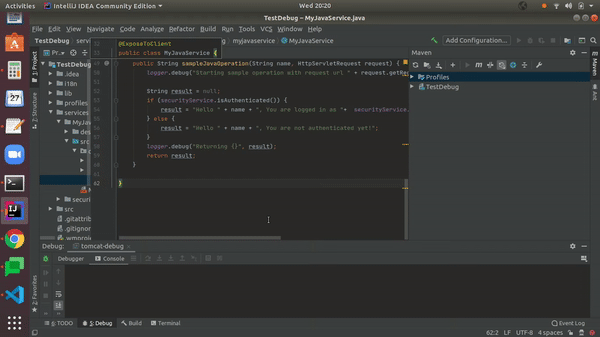 Activities
IntelliJ IDEA Community Edition
Wed 20:20
TestDebug – MyJavaService.java
File Edit View Navigate Code Analyze Refactor Build Run Tools VCS Window Help
TestDebug
myjavaservice
MyJavaService
Add Configuration...
Maven
Profiles
TestDebug
1: Project
7: Structure
2: Favorites
Maven
Ant
TestDebug
.idea
i18n
lib
profiles
services
MyJav
de
src
securi
src
.gitattrib
.gitignore
.wmproje
@ExposeToClient
public class MyJavaService {
public String sampleJavaOperation(String name, HttpServletRequest request) {
logger.debug("Starting sample operation with request url " + request.getRe
String result = null;
if (securityService.isAuthenticated()) {
result = "Hello " + name + ", You are logged in as "+ securityService.
} else {
result = "Hello " + name + ", You are not authenticated yet!";
}
logger.debug("Returning {}", result);
return result;
}
}
62
Debug:
tomcat-debug
Debugger
Console
6: TODO
5: Debug
Build
Terminal
Event Log
62:2 LF UTF-8 4 spaces